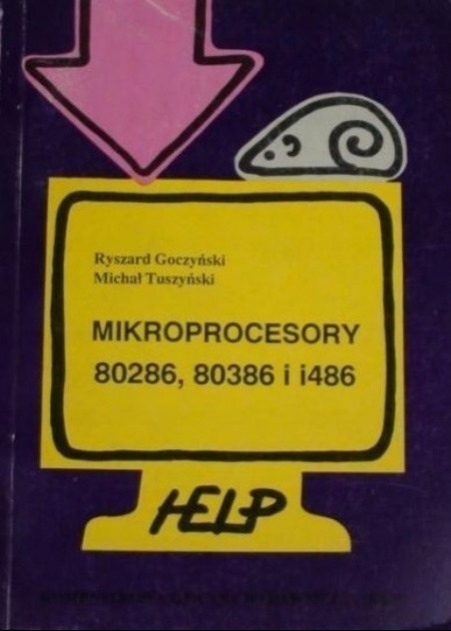 Ryszard Goczyński
Michał Tuszyński
MIKROPROCESORY
80286, 80386 i i486
HELP